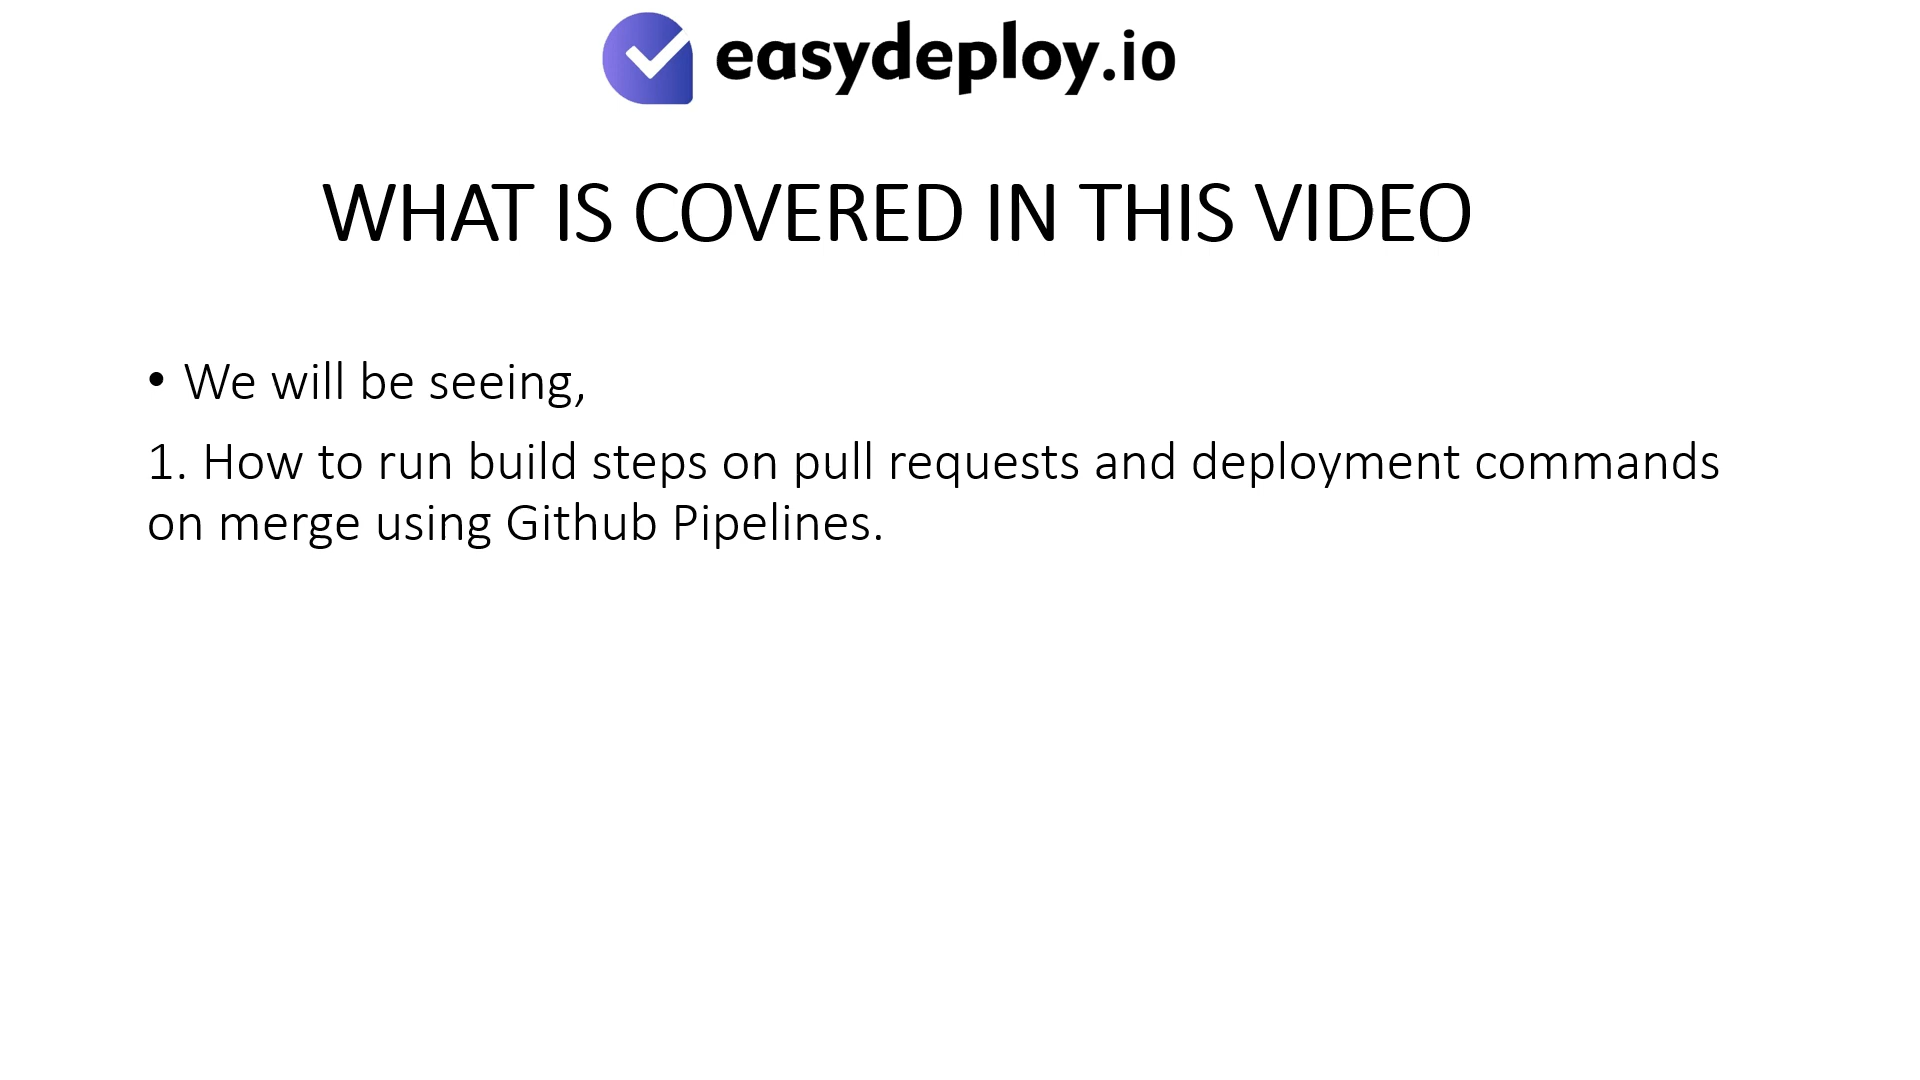 easydeploy.io
WHAT IS COVERED IN THIS VIDEO
• We will be seeing,
1. How to run build steps on pull requests and deployment commands
on merge using Github Pipelines.